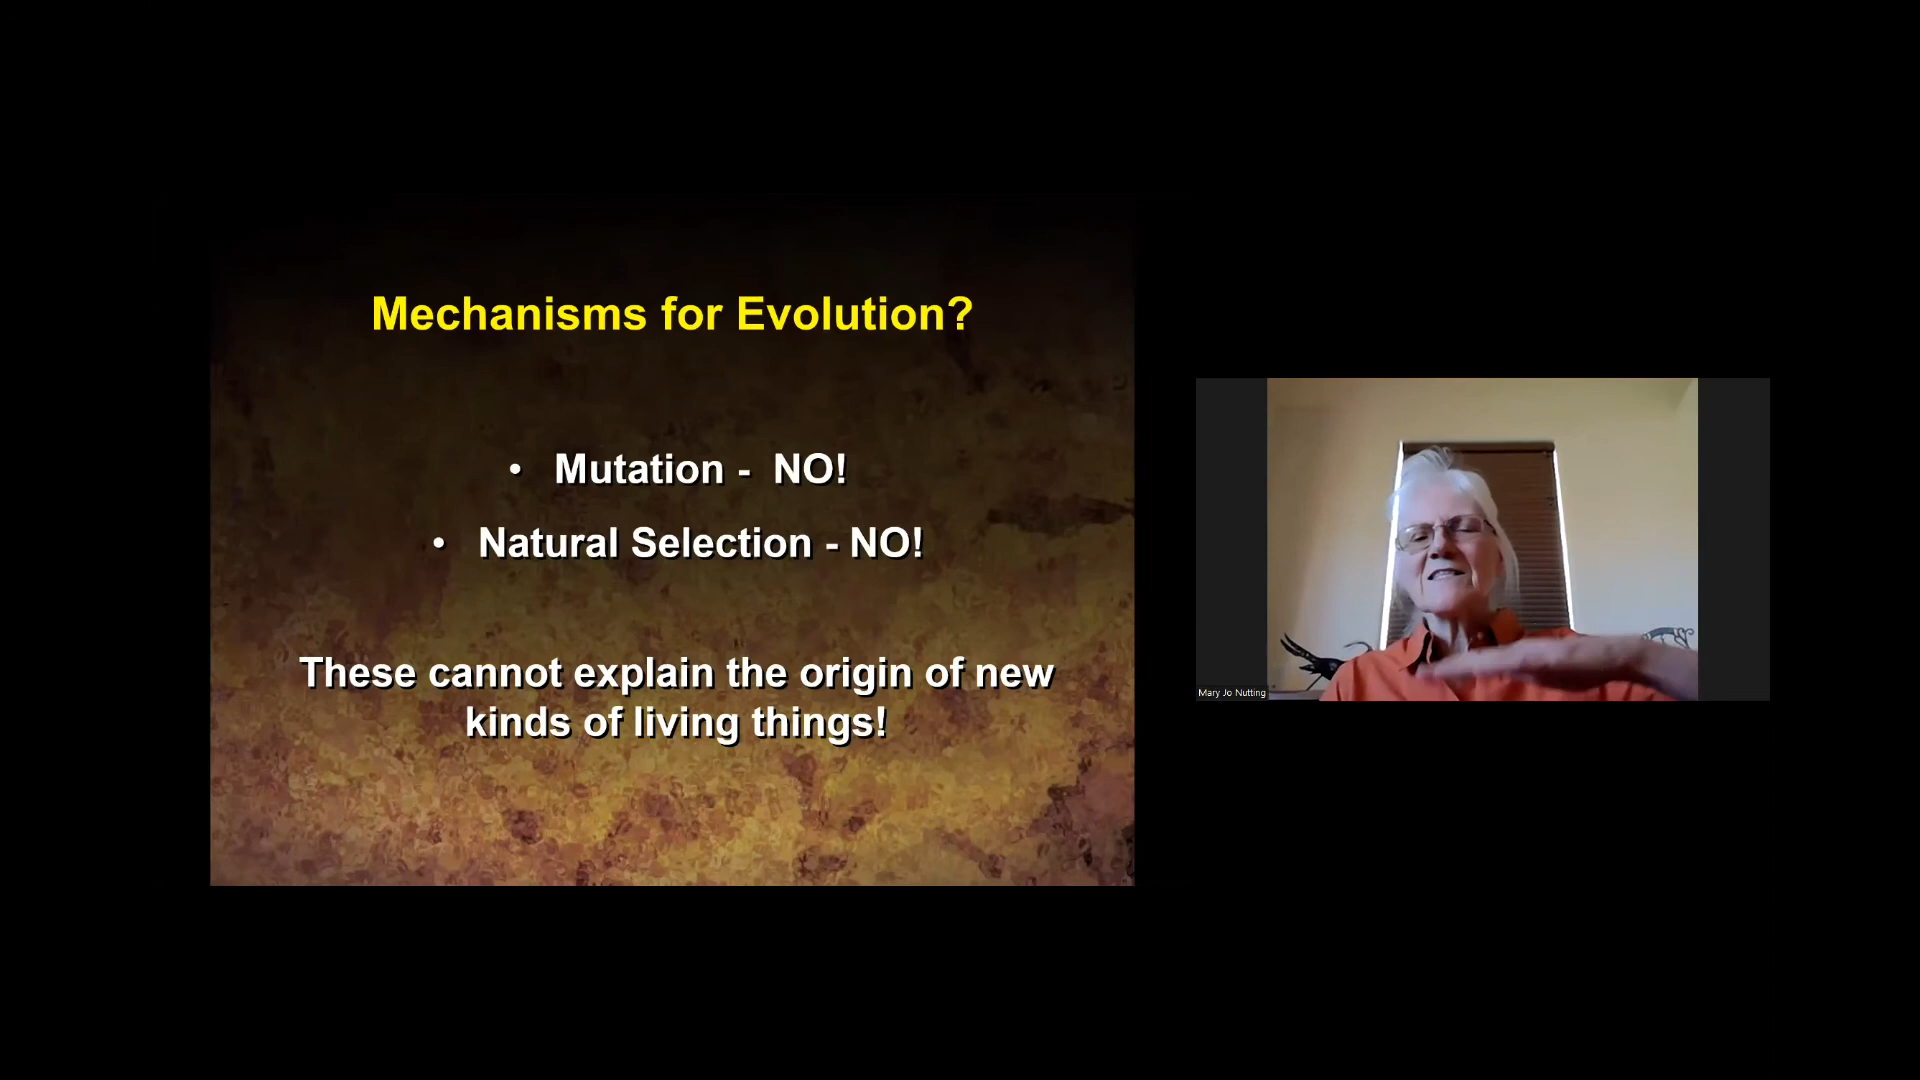 Mechanisms for Evolution?
• Mutation - NO!
• Natural Selection - NO!
These cannot explain the origin of new
kinds of living things!
Mary Jo Nutting